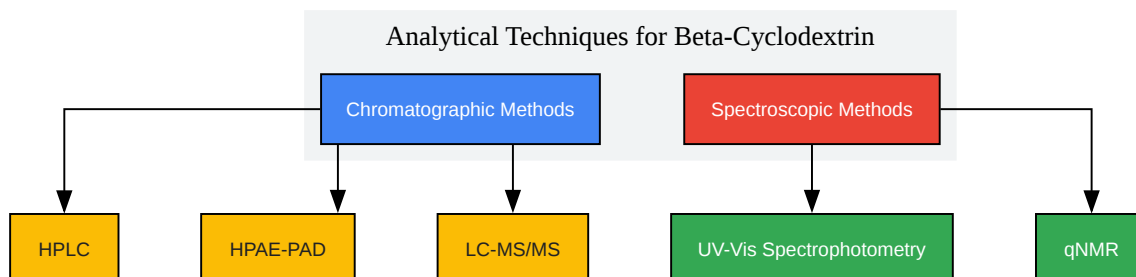 Analytical Techniques for Beta-Cyclodextrin
Chromatographic Methods
Spectroscopic Methods
HPLC
HPAE-PAD
LC-MS/MS
UV-Vis Spectrophotometry
qNMR